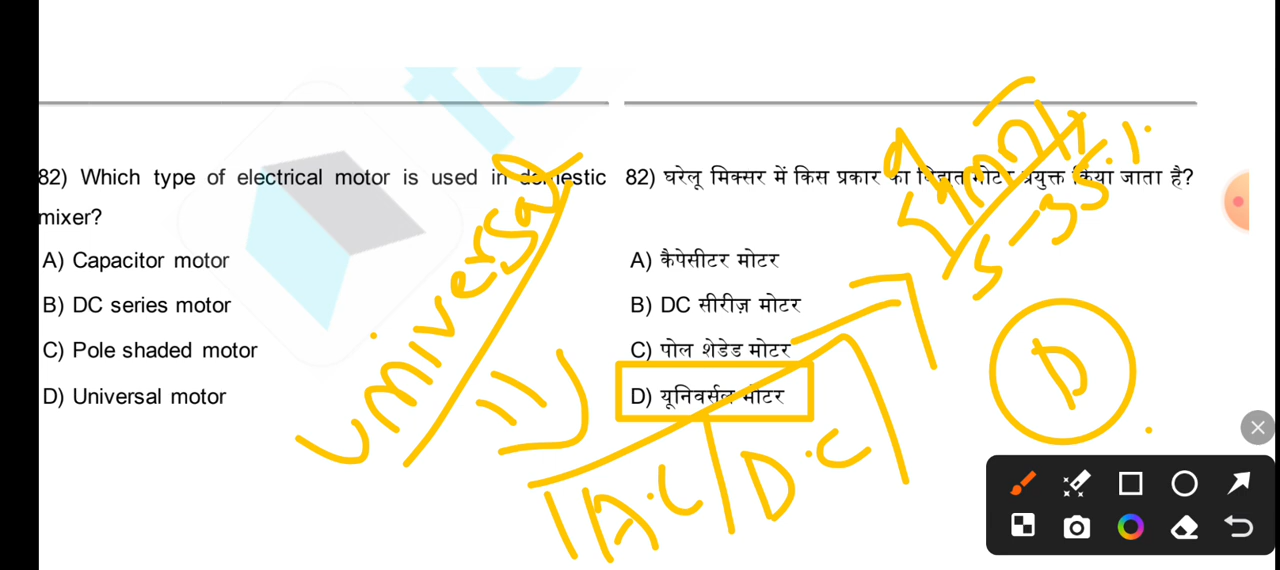 82) Which type of electrical motor is used in domestic
mixer?
A) Capacitor motor
B) DC series motor
C) Pole shaded motor
D) Universal motor
82) घरेलू मिक्सर में किस प्रकार का विद्युत मोटर प्रयुक्त किया जाता है?
A) कैपेसीटर मोटर
B) DC सीरीज़ मोटर
C) पोल शेडेड मोटर
D) यूनिवर्सल मोटर
universal
A.C D.C
D